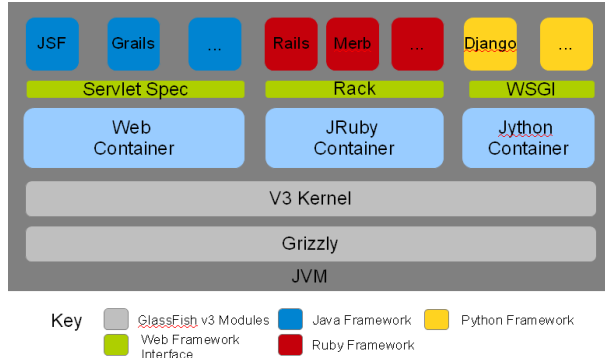 JSF Grails ... Rails Merb ... Django ...
Servlet Spec Rack WSGI
Web Container
JRuby Container
Jython Container
V3 Kernel
Grizzly
JVM
Key
GlassFish v3 Modules
Java Framework
Python Framework
Web Framework Interface
Ruby Framework